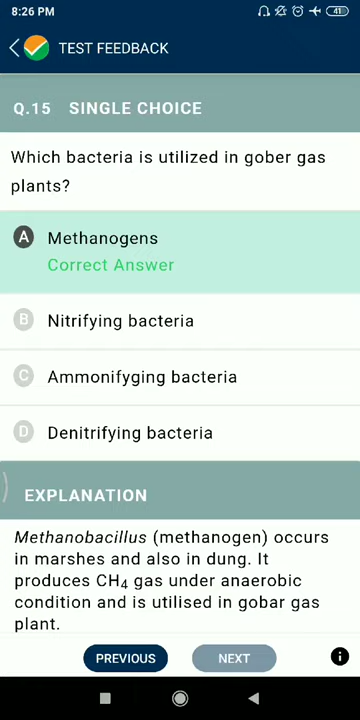 8:26 PM 41
TEST FEEDBACK
Q.15 SINGLE CHOICE
Which bacteria is utilized in gober gas
plants?
A Methanogens
Correct Answer
B Nitrifying bacteria
C Ammonifyging bacteria
D Denitrifying bacteria
EXPLANATION
Methanobacillus (methanogen) occurs
in marshes and also in dung. It
produces CH₄ gas under anaerobic
condition and is utilised in gobar gas
plant.
PREVIOUS NEXT